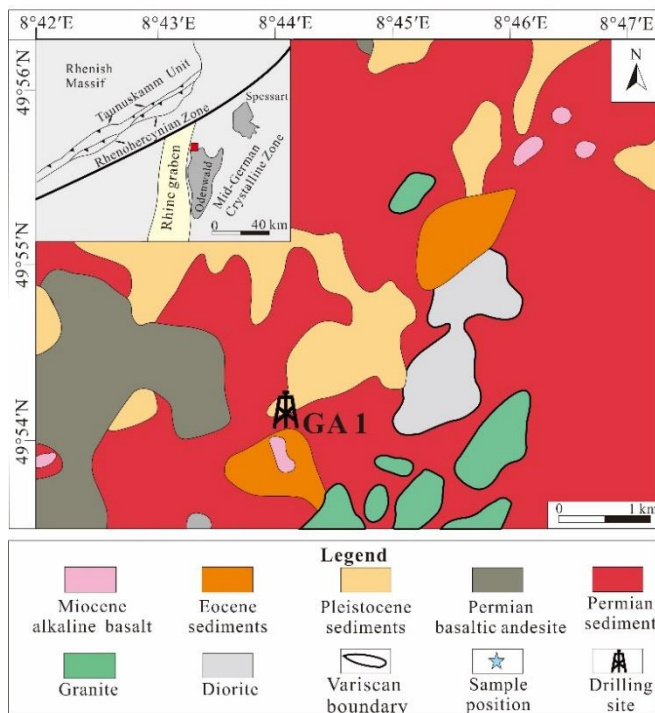 8°42'E 8°43'E 8°44'E 8°45'E 8°46'E 8°47'E
49°56'N
49°55'N
49°54'N
N
Rhenish
Massif
Taunuskamm Unit
Rhenohercynian Zone
Spessart
Rhine graben
Odenwald
Mid-German
Crystalline Zone
0 40 km
GA 1
0 1 km
Legend
Miocene
alkaline basalt
Eocene
sediments
Pleistocene
sediments
Permian
basaltic andesite
Permian
sediment
Granite
Diorite
Variscan
boundary
Sample
position
Drilling
site